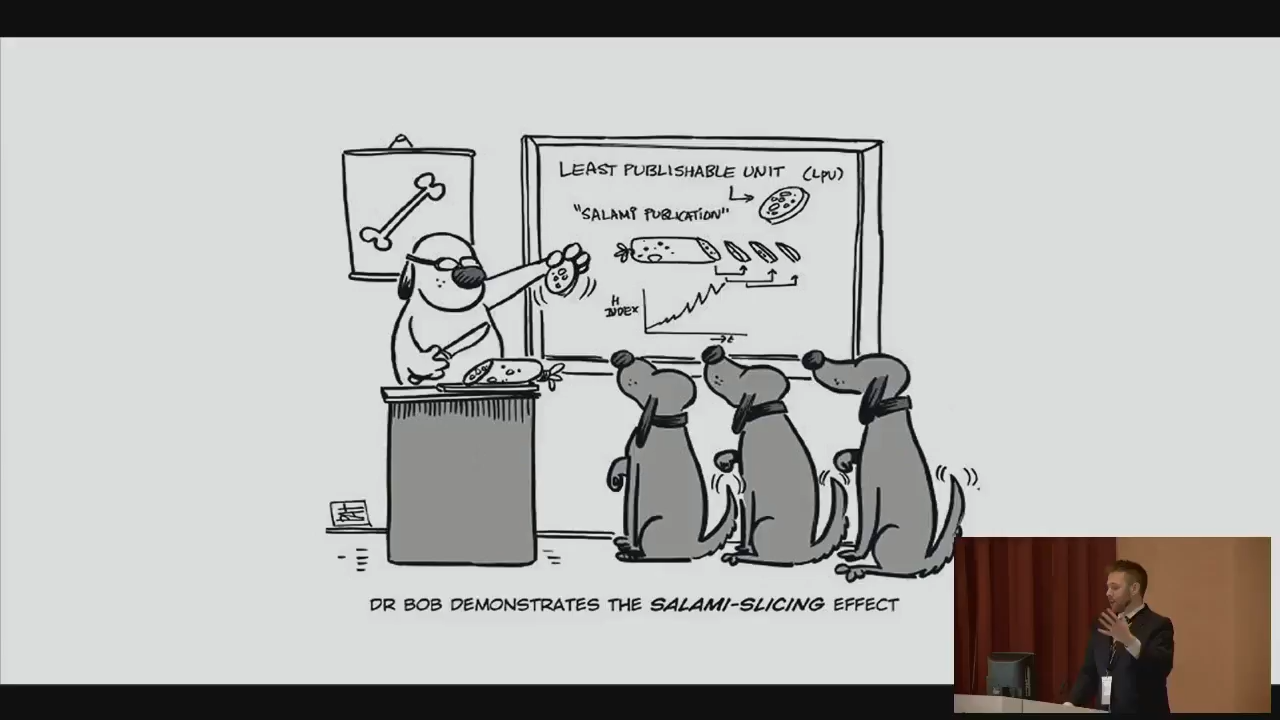 LEAST PUBLISHABLE UNIT (LPU)
"SALAMI PUBLICATION"
H
INDEX
→t
DR BOB DEMONSTRATES THE SALAMI-SLICING EFFECT